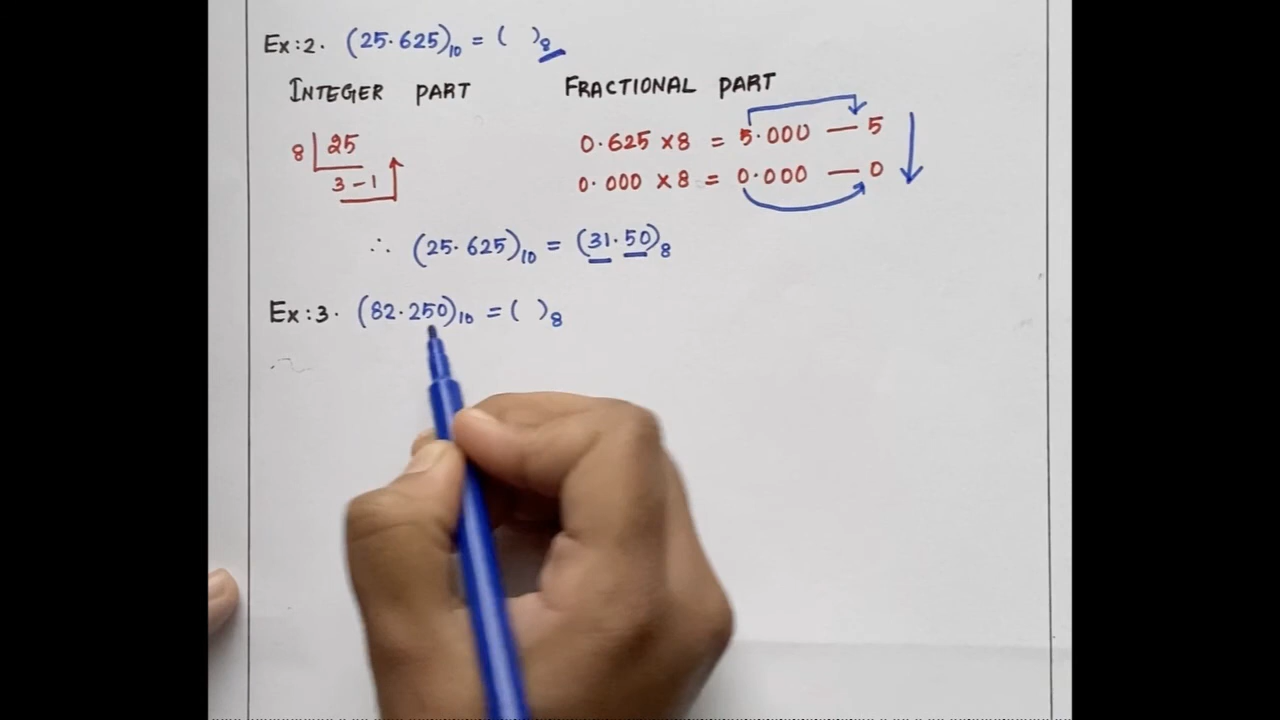 Ex:2. (25.625)₁₀ = ( )₈
INTEGER PART FRACTIONAL PART
8 | 25
3 - 1
0.625 × 8 = 5.000 — 5
0.000 × 8 = 0.000 — 0
∴ (25.625)₁₀ = (31.50)₈
Ex:3. (82.250)₁₀ = ( )₈